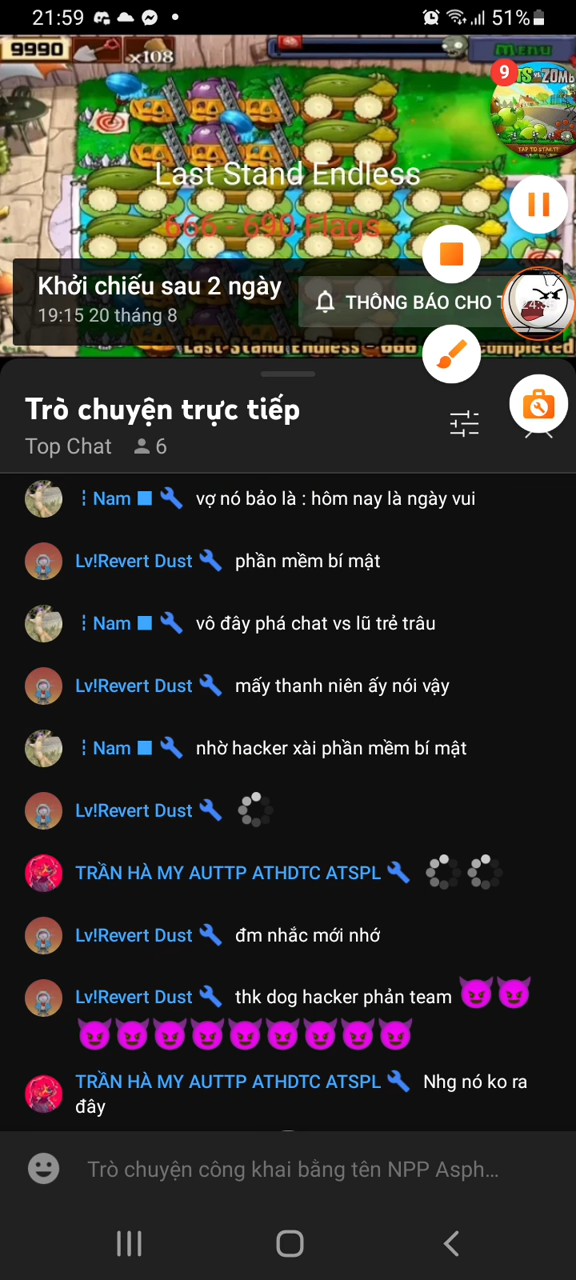 21:59
51%
9990
x108
MENU
9
TAP TO START!
Last Stand Endless
666 - 690 Flags
Khởi chiếu sau 2 ngày
19:15 20 tháng 8
THÔNG BÁO CHO T
Last Stand Endless - 666
completed
Trò chuyện trực tiếp
Top Chat 6
Nam vợ nó bảo là : hôm nay là ngày vui
Lv!Revert Dust phần mềm bí mật
Nam vô đây phá chat vs lũ trẻ trâu
Lv!Revert Dust mấy thanh niên ấy nói vậy
Nam nhờ hacker xài phần mềm bí mật
Lv!Revert Dust
TRẦN HÀ MY AUTTP ATHDTC ATSPL
Lv!Revert Dust đm nhắc mới nhớ
Lv!Revert Dust thk dog hacker phản team 😈😈
😈😈😈😈😈😈😈😈😈
TRẦN HÀ MY AUTTP ATHDTC ATSPL Nhg nó ko ra
đây
Trò chuyện công khai bằng tên NPP Asph...